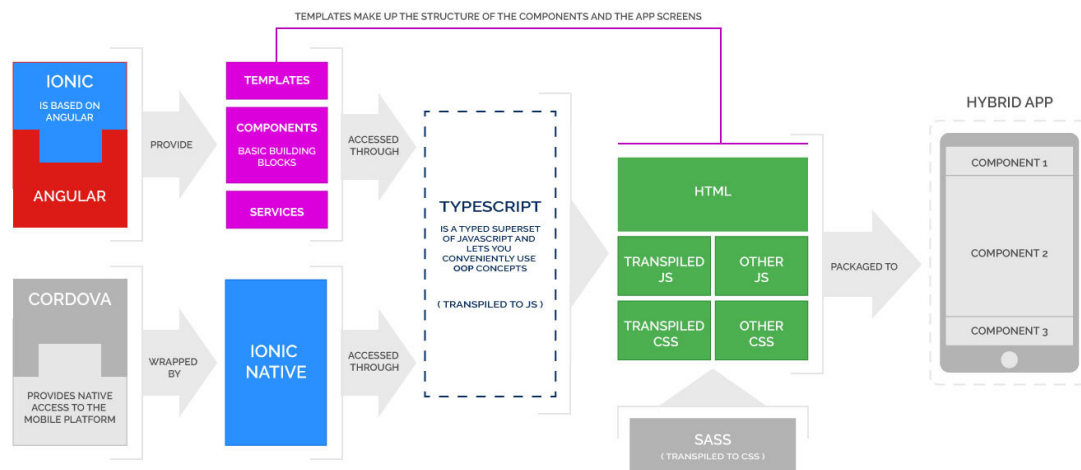 TEMPLATES MAKE UP THE STRUCTURE OF THE COMPONENTS AND THE APP SCREENS
IONIC
IS BASED ON
ANGULAR
ANGULAR
PROVIDE
TEMPLATES
COMPONENTS
BASIC BUILDING
BLOCKS
SERVICES
ACCESSED
THROUGH
CORDOVA
PROVIDES NATIVE
ACCESS TO THE
MOBILE PLATFORM
WRAPPED
BY
IONIC
NATIVE
ACCESSED
THROUGH
TYPESCRIPT
IS A TYPED SUPERSET
OF JAVASCRIPT AND
LETS YOU
CONVENIENTLY USE
OOP CONCEPTS
( TRANSPILED TO JS )
HTML
TRANSPILED
JS
OTHER
JS
TRANSPILED
CSS
OTHER
CSS
SASS
( TRANSPILED TO CSS )
PACKAGED TO
HYBRID APP
COMPONENT 1
COMPONENT 2
COMPONENT 3